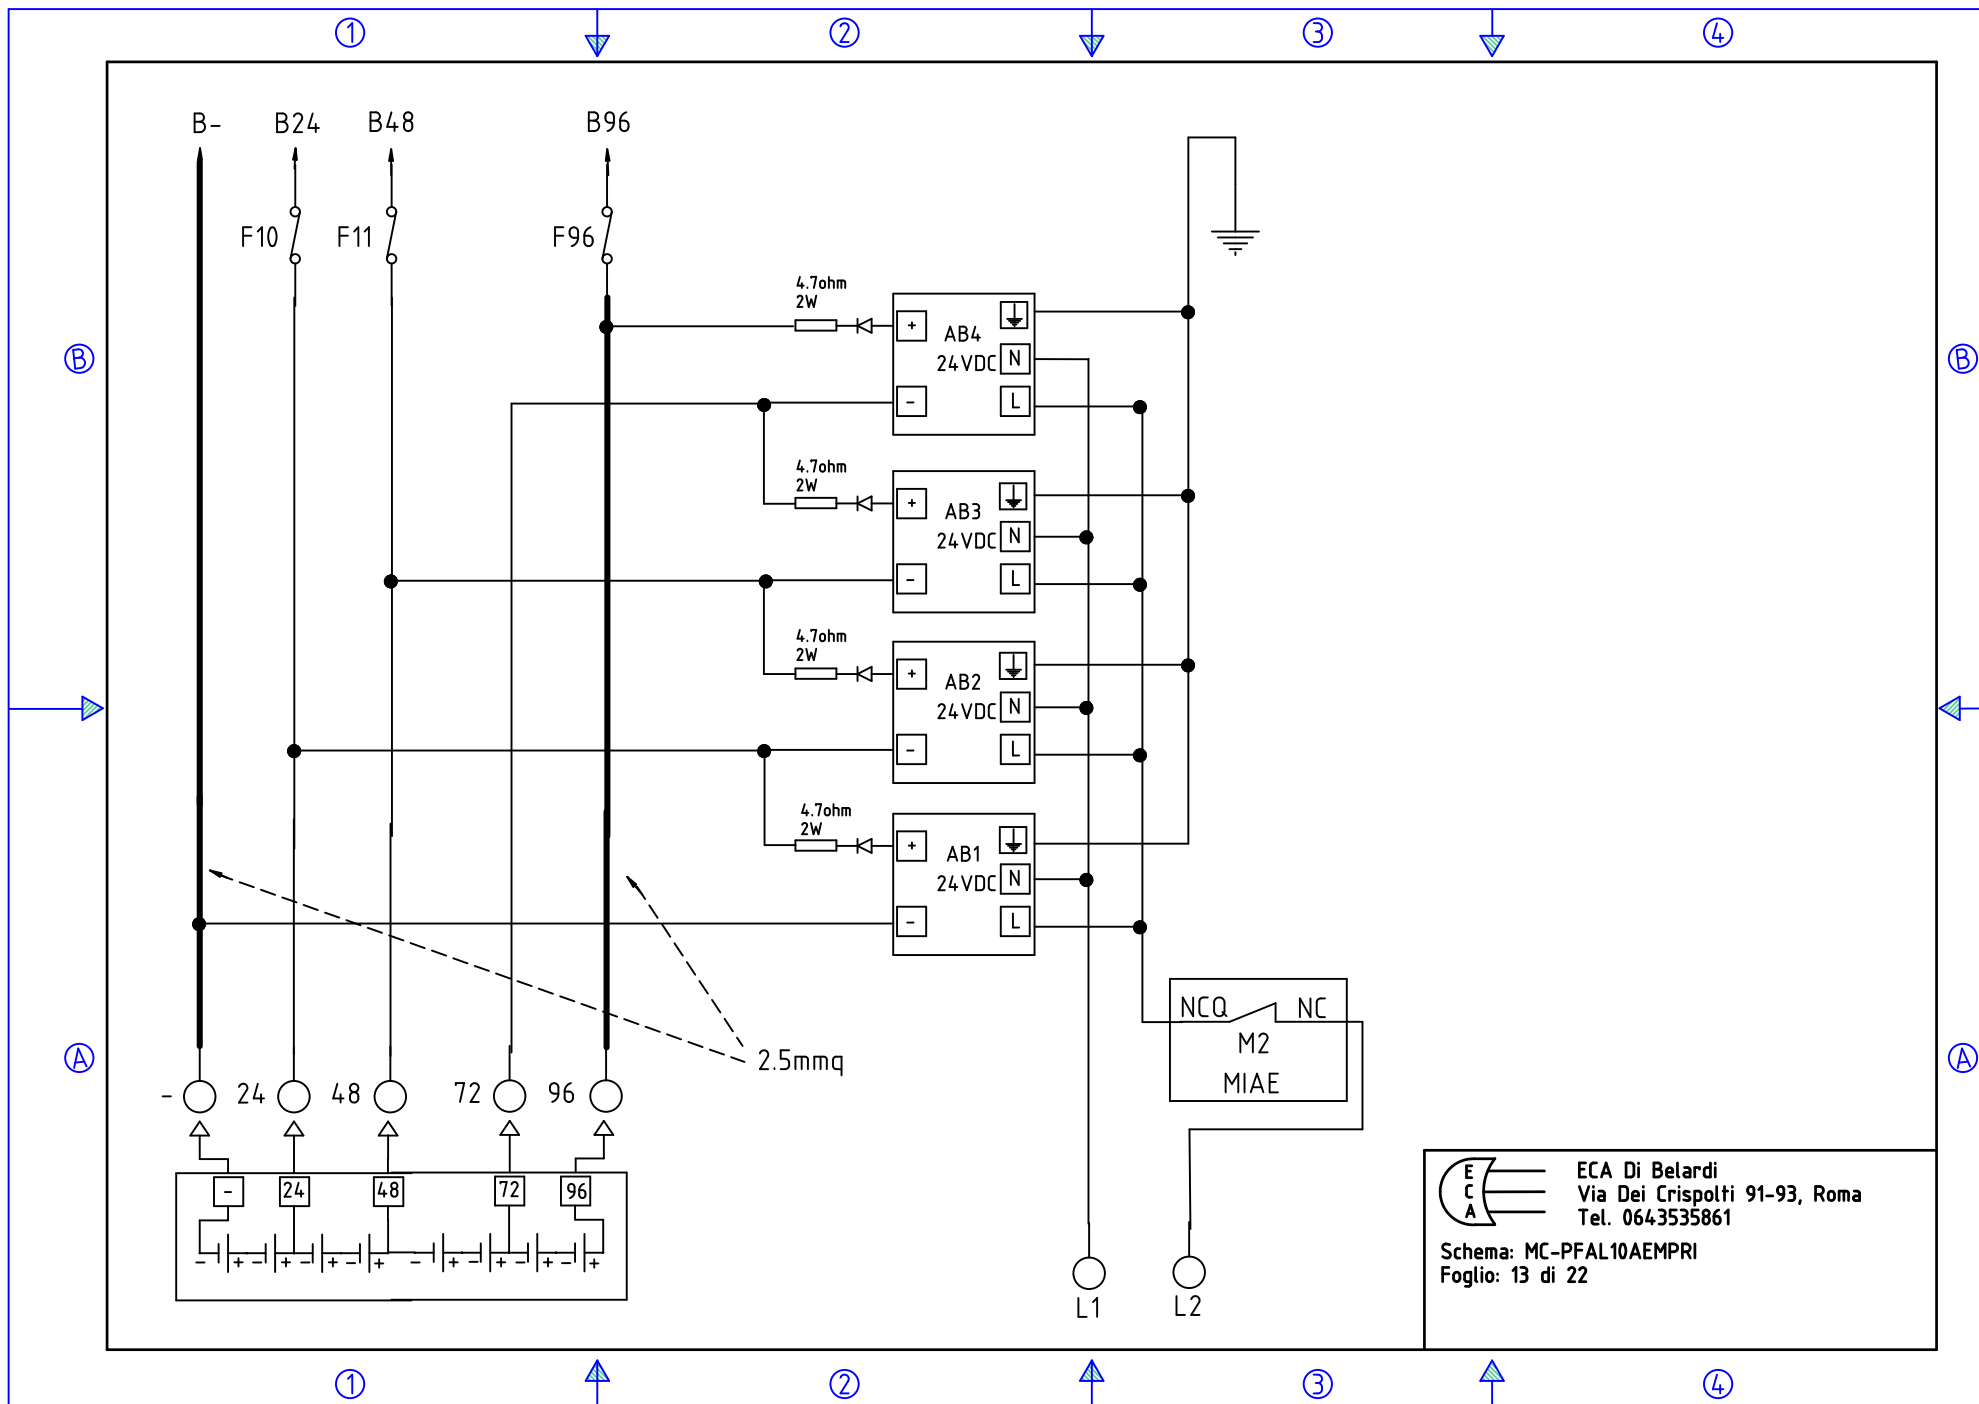 1 2 3 4
B- B24 B48 B96
F10 F11 F96
4.7ohm
2W
+ AB4
24VDC N
- L
B B
4.7ohm
2W
+ AB3
24VDC N
- L
4.7ohm
2W
+ AB2
24VDC N
- L
4.7ohm
2W
+ AB1
24VDC N
- L
NCQ NC
M2
MIAE
2.5mmq
A A
- 24 48 72 96
- 24 48 72 96
- + - + - + - + - + - + - + - +
L1 L2
E
C
A
ECA Di Belardi
Via Dei Crispolti 91-93, Roma
Tel. 0643535861
Schema: MC-PFAL10AEMPRI
Foglio: 13 di 22
1 2 3 4